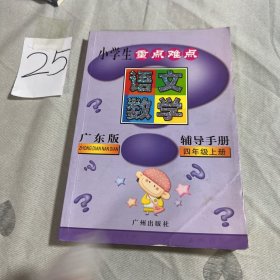 25
小学生重点难点
语文
数学
广东版 辅导手册
ZHONGDIANNANDIAN 四年级上册
广州出版社